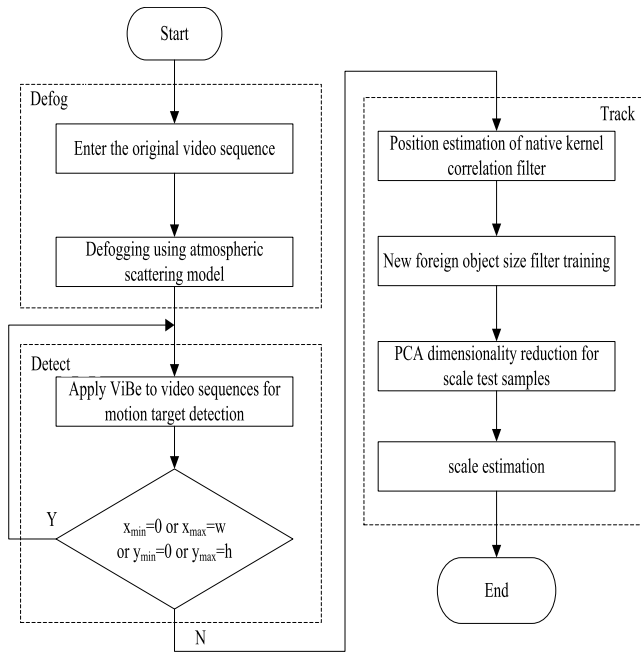 Start
Defog
Enter the original video sequence
Defogging using atmospheric
scattering model
Detect
Apply ViBe to video sequences for
motion target detection
Y
xmin=0 or xmax=w
or ymin=0 or ymax=h
N
Track
Position estimation of native kernel
correlation filter
New foreign object size filter training
PCA dimensionality reduction for
scale test samples
scale estimation
End